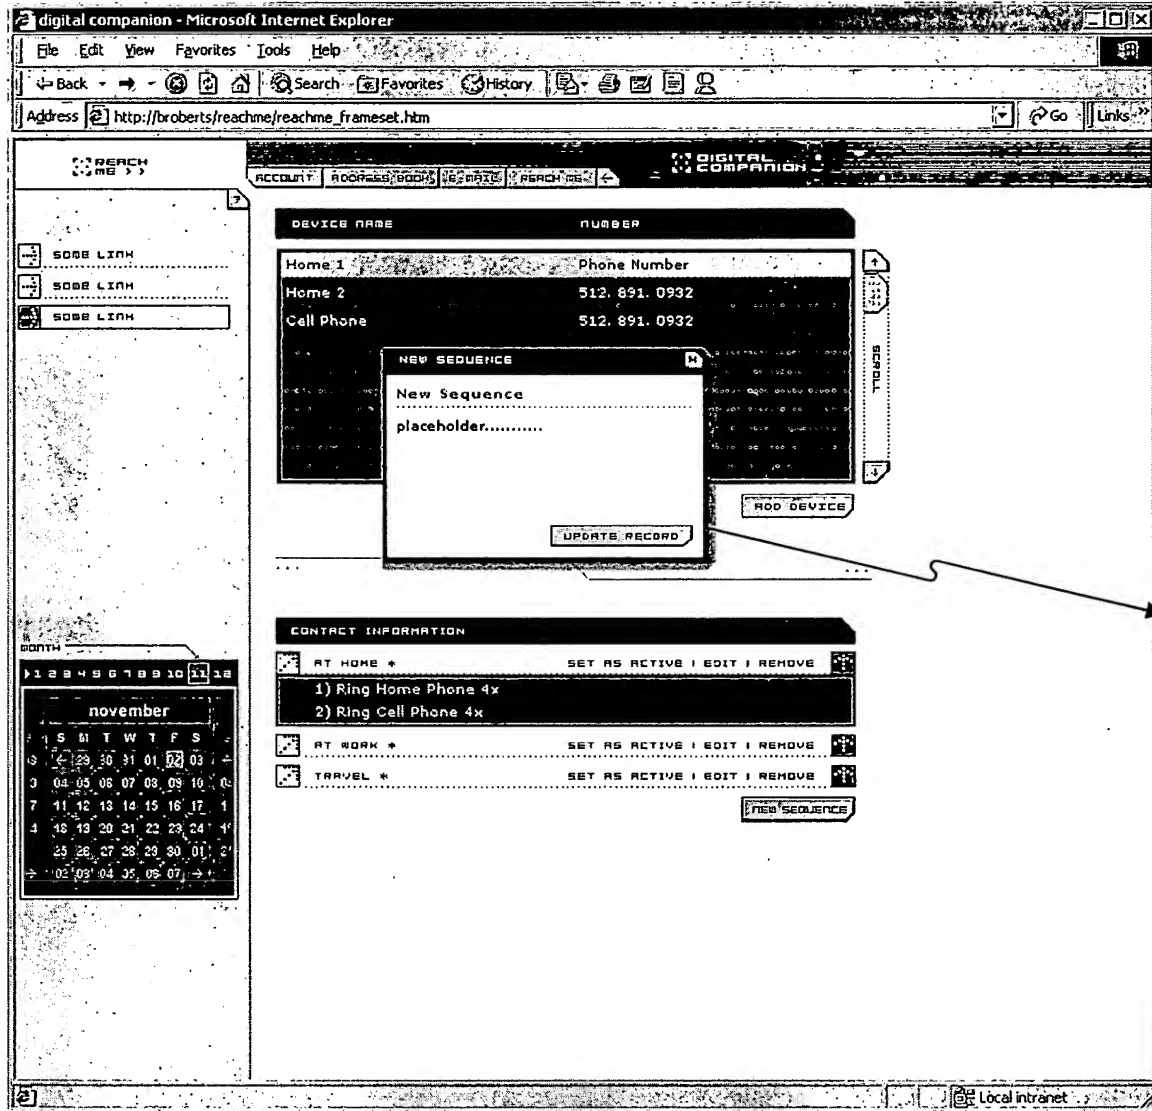 digital companion - Microsoft Internet Explorer
File Edit View Favorites Tools Help
Back Search Favorites History
Address http://broberts/reachme/reachme_frameset.htm Go Links »
REACH ME >>
ACCOUNT ADDRESS BOOK E-MAIL REACH ME
DIGITAL COMPANION
?
SOME LINK
SOME LINK
SOME LINK
DEVICE NAME NUMBER
Home 1 Phone Number
Home 2 512. 891. 0932
Cell Phone 512. 891. 0932
SCROLL
NEW SEQUENCE
New Sequence
placeholder...........
UPDATE RECORD
ADD DEVICE
CONTACT INFORMATION
AT HOME * SET AS ACTIVE | EDIT | REMOVE
1) Ring Home Phone 4x
2) Ring Cell Phone 4x
AT WORK * SET AS ACTIVE | EDIT | REMOVE
TRAVEL * SET AS ACTIVE | EDIT | REMOVE
NEW SEQUENCE
MONTH
1 2 3 4 5 6 7 8 9 10 11 12
november
S M T W T F S
29 30 31 01 02 03
04 05 06 07 08 09 10
11 12 13 14 15 16 17
18 19 20 21 22 23 24
25 26 27 28 29 30 01
02 03 04 05 06 07
Local intranet